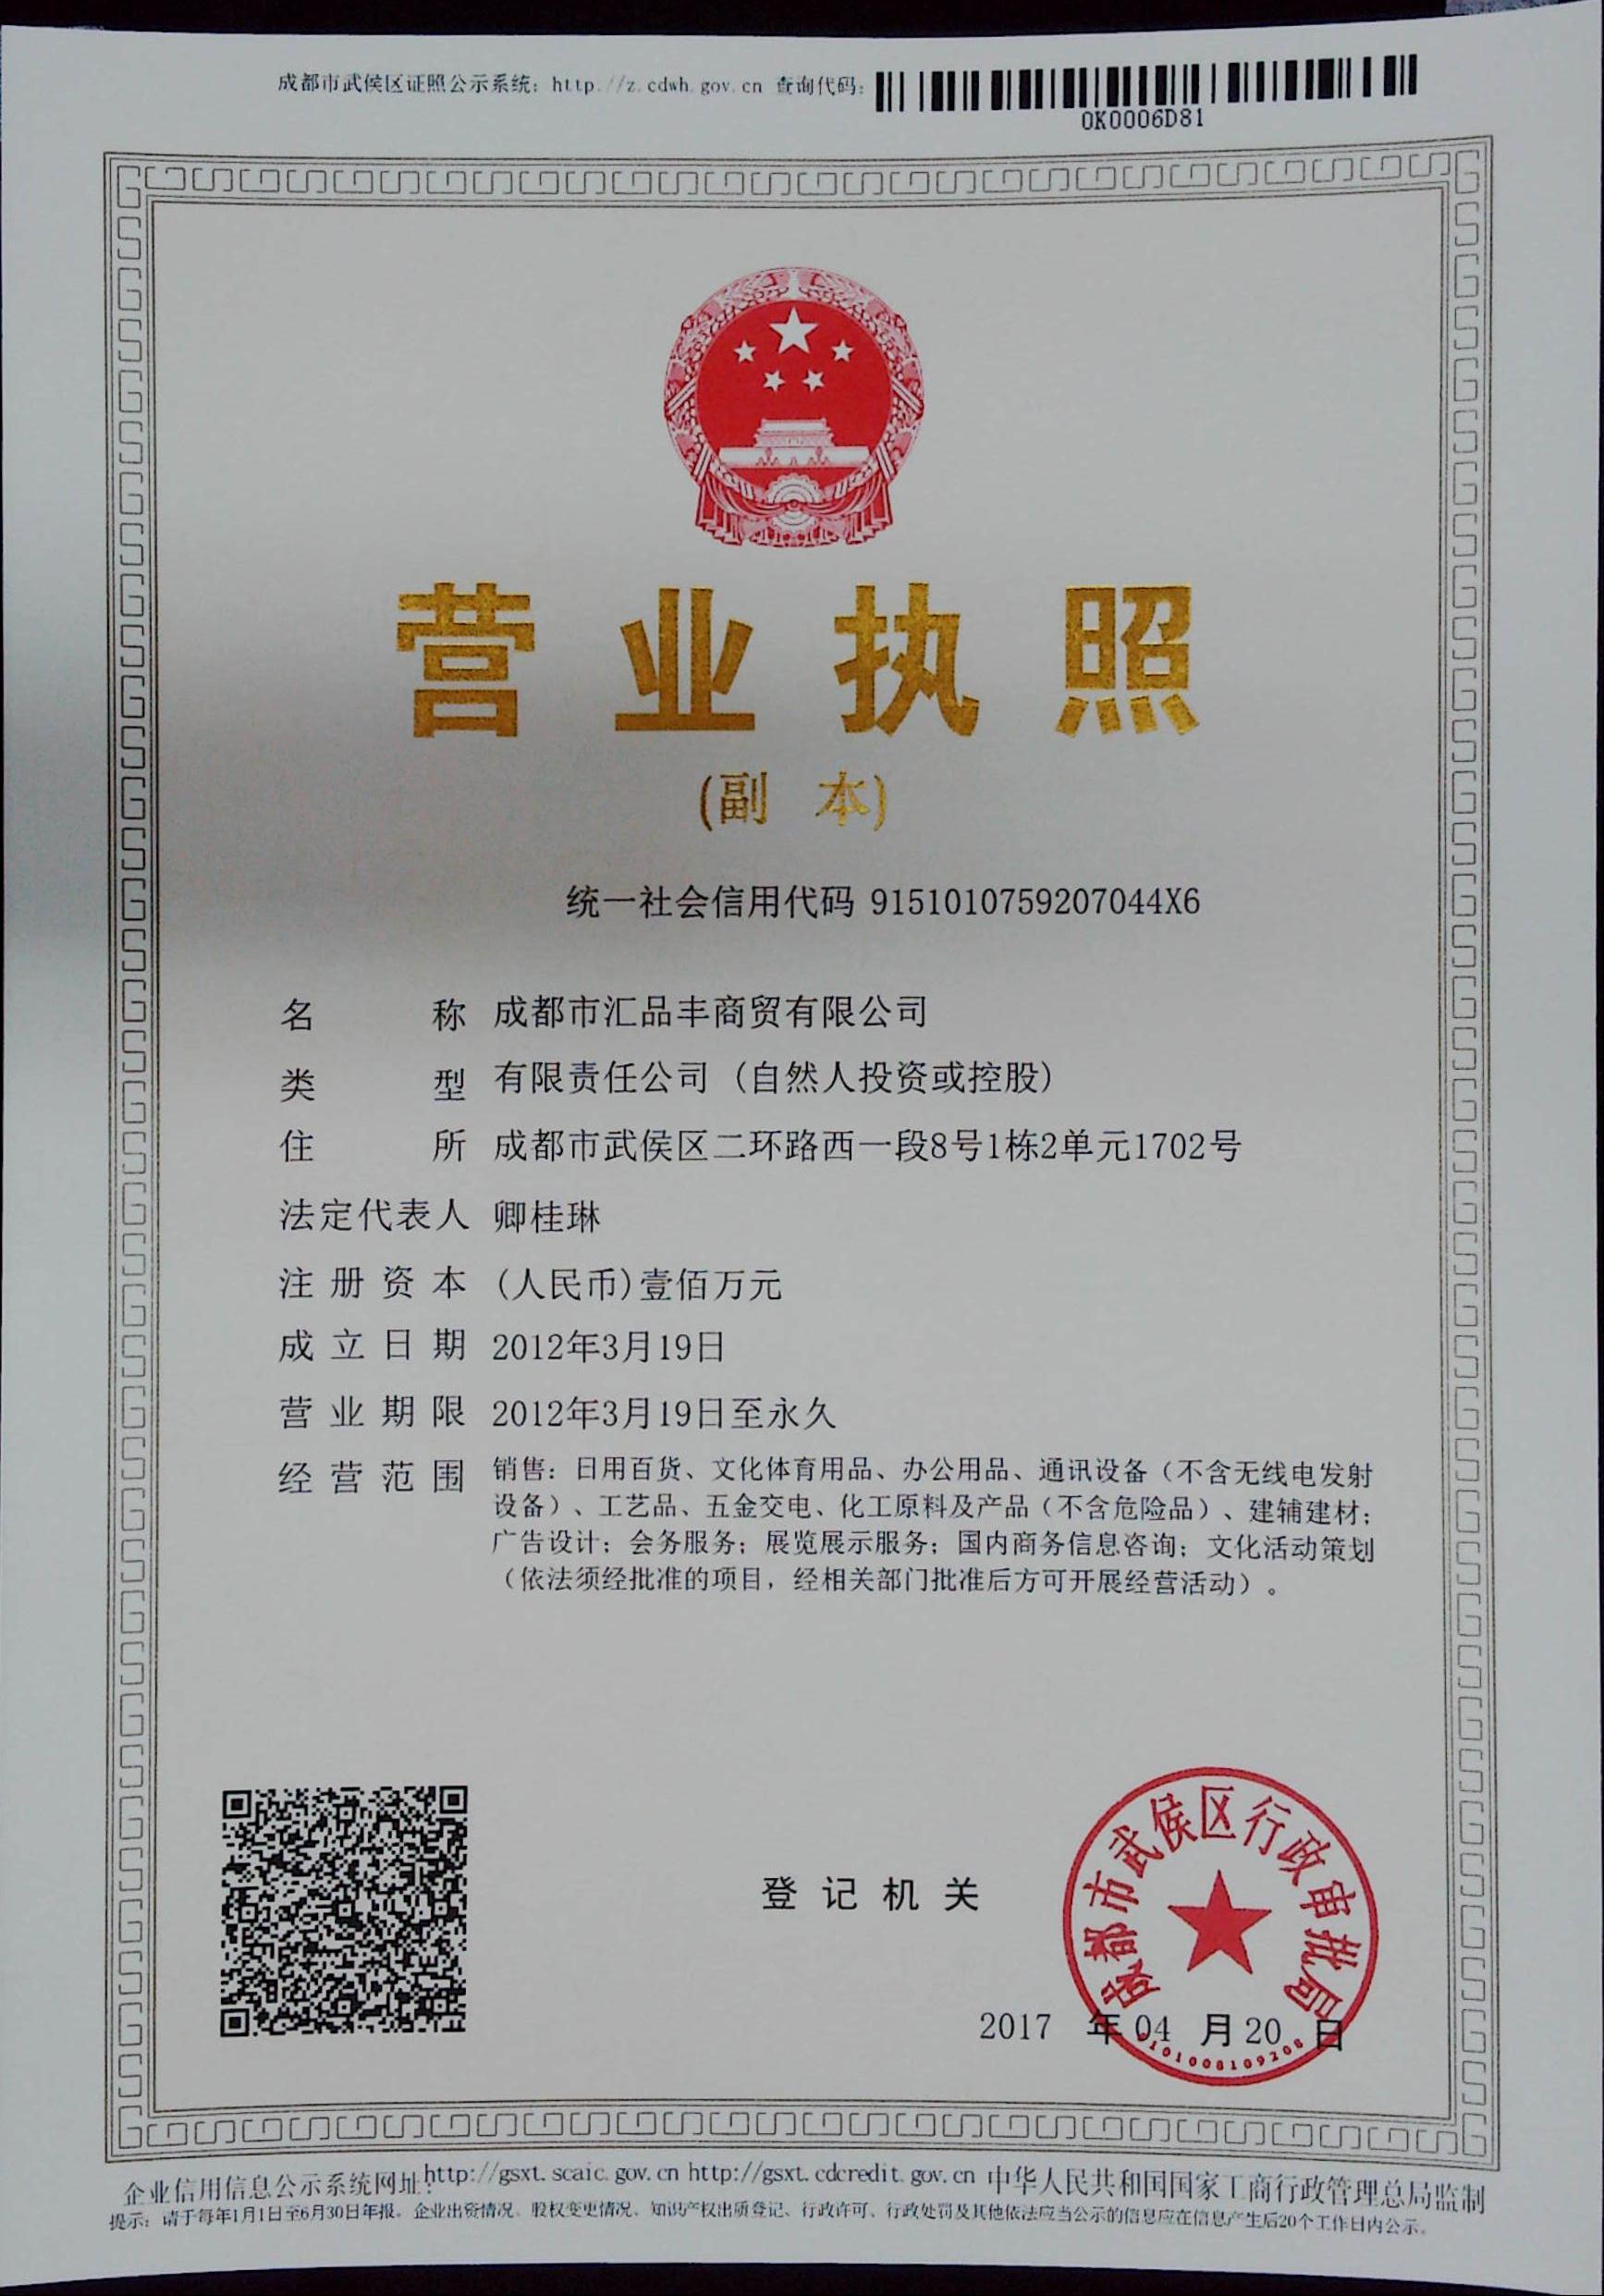 成都市武侯区证照公示系统：http://z.cdwh.gov.cn 查询代码：
0K0006D81
营业执照
(副 本)
统一社会信用代码 9151010759207044X6
名 称 成都市汇品丰商贸有限公司
类 型 有限责任公司（自然人投资或控股）
住 所 成都市武侯区二环路西一段8号1栋2单元1702号
法定代表人 卿桂琳
注册资本 (人民币)壹佰万元
成立日期 2012年3月19日
营业期限 2012年3月19日至永久
经营范围 销售：日用百货、文化体育用品、办公用品、通讯设备（不含无线电发射
设备）、工艺品、五金交电、化工原料及产品（不含危险品）、建辅建材；
广告设计；会务服务；展览展示服务；国内商务信息咨询；文化活动策划
（依法须经批准的项目，经相关部门批准后方可开展经营活动）。
成都市武侯区行政审批局
登记机关
2017 年 04 月 20 日
企业信用信息公示系统网址：http://gsxt.scaic.gov.cn http://gsxt.cdcredit.gov.cn 中华人民共和国国家工商行政管理总局监制
提示：请于每年1月1日至6月30日年报。企业出资情况、股权变更情况、知识产权出质登记、行政许可、行政处罚及其他依法应当公示的信息应在信息产生后20个工作日内公示。